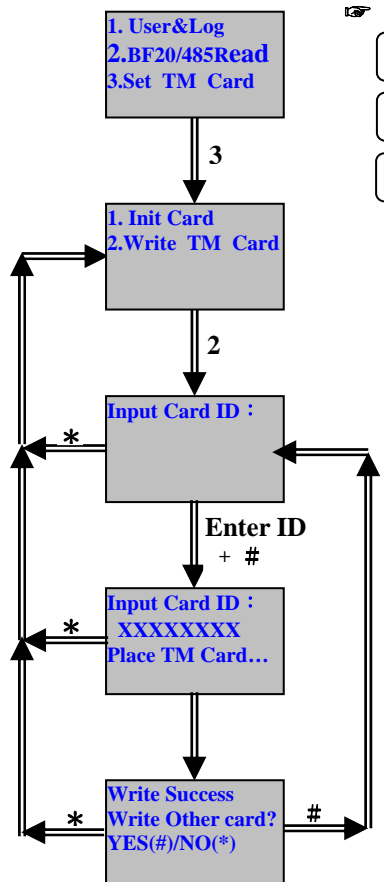 1. User&Log
2.BF20/485Read
3.Set TM Card
3
1. Init Card
2.Write TM Card
2
Input Card ID：
*
Enter ID
+ #
Input Card ID：
XXXXXXXX
Place TM Card…
*
Write Success
Write Other card?
YES(#)/NO(*)
*
#